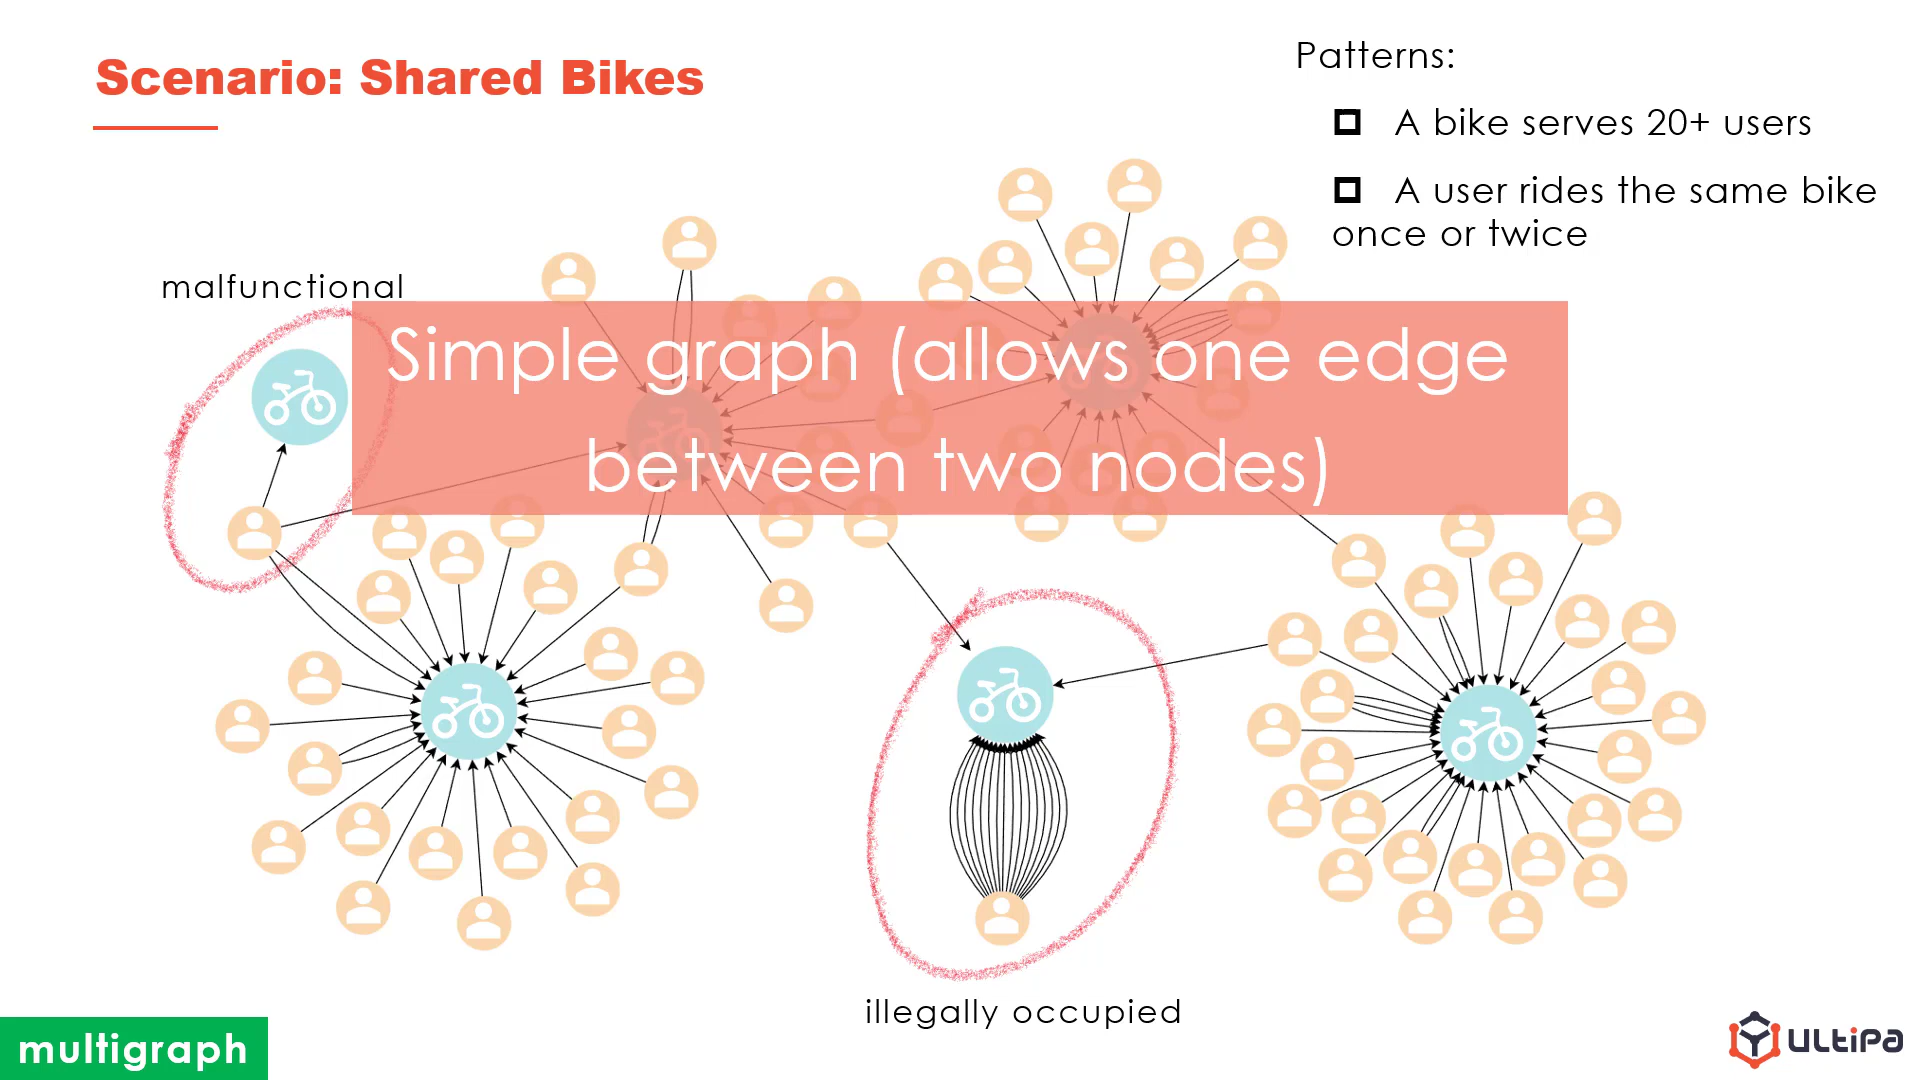 Scenario: Shared Bikes
Patterns:
A bike serves 20+ users
A user rides the same bike
once or twice
malfunctional
Simple graph (allows one edge
between two nodes)
illegally occupied
multigraph
ULTIPA